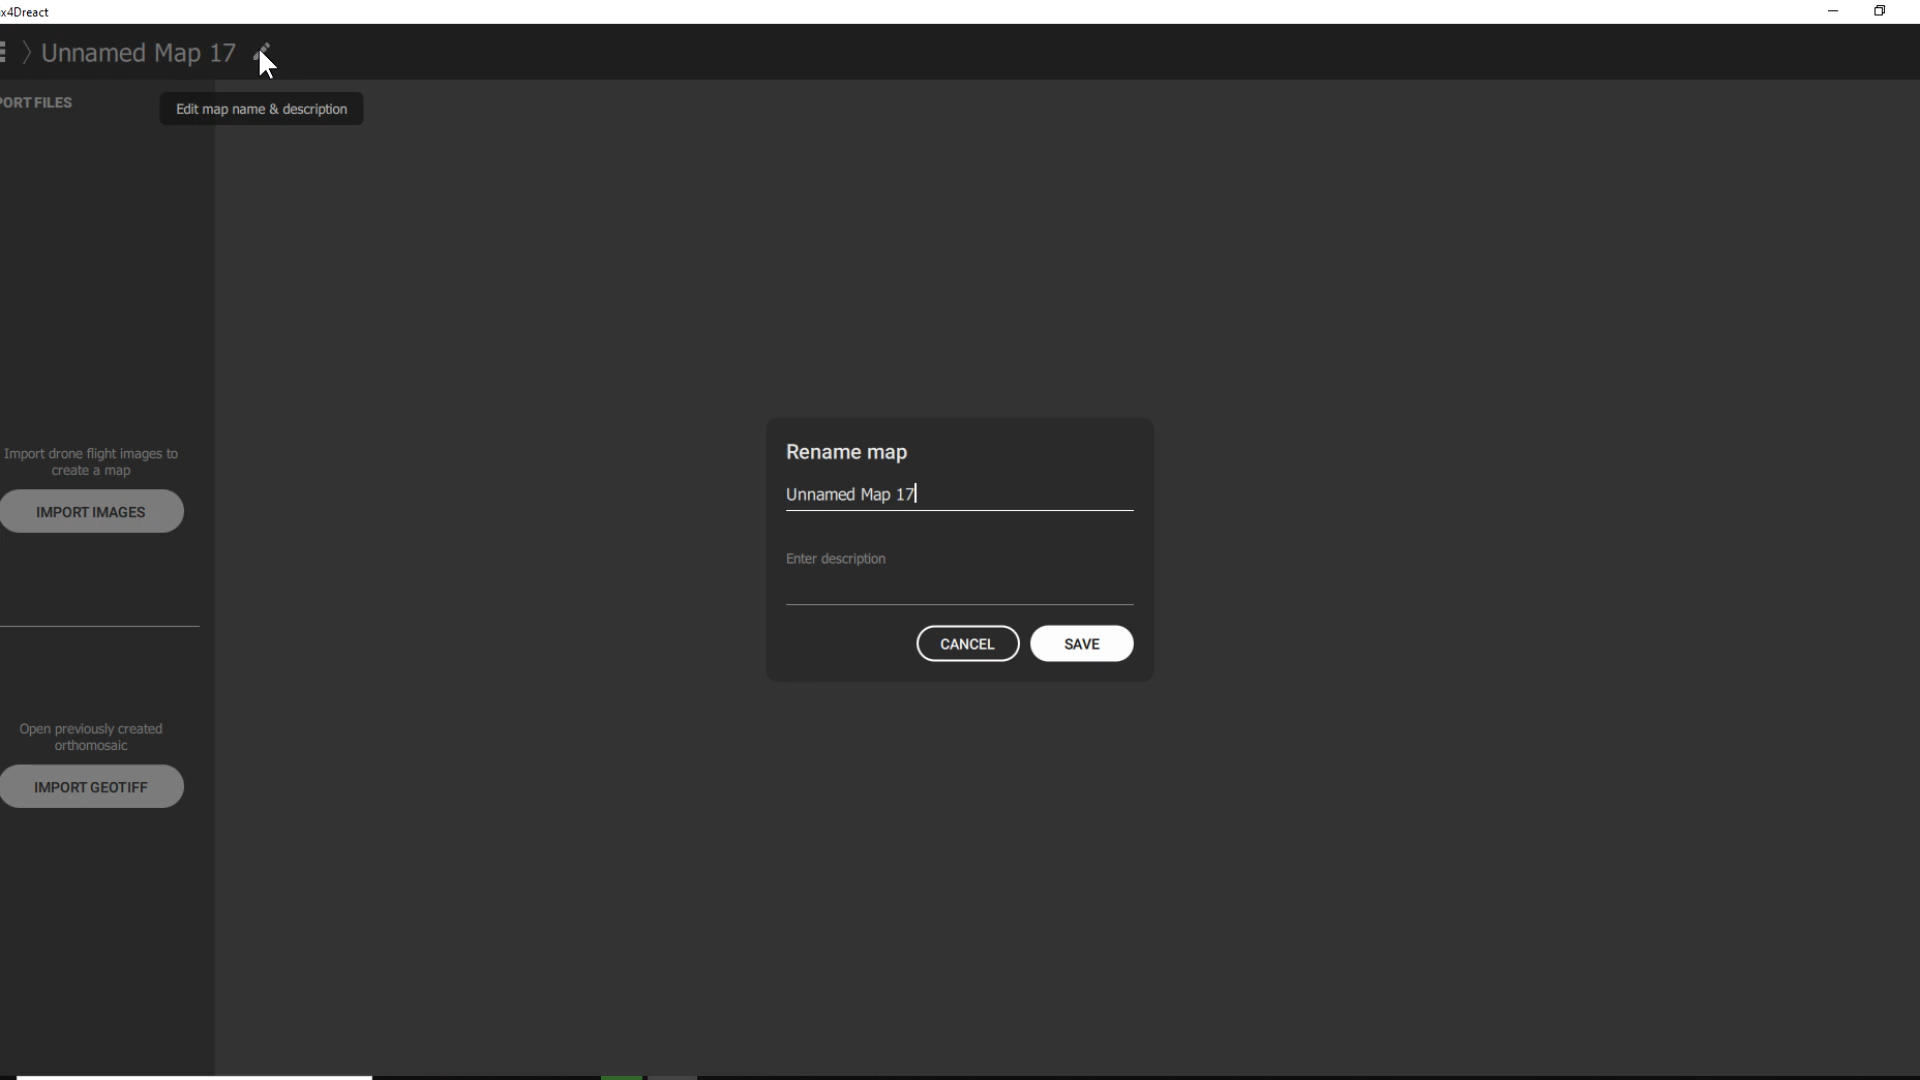 x4Dreact
Unnamed Map 17
PORT FILES
Edit map name & description
Import drone flight images to
create a map
IMPORT IMAGES
Open previously created
orthomosaic
IMPORT GEOTIFF
Rename map
Unnamed Map 17
Enter description
CANCEL
SAVE